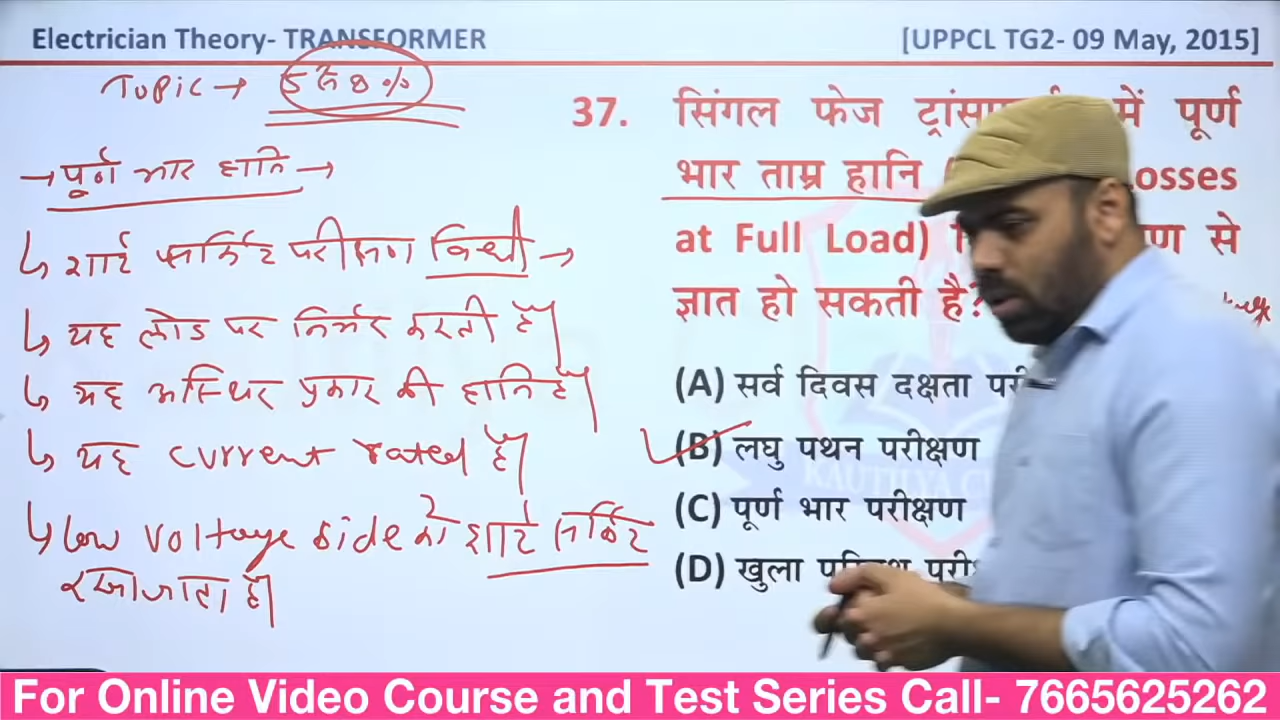 Electrician Theory- TRANSFORMER
[UPPCL TG2- 09 May, 2015]
Topic → 5 से 8 %
→ पूर्ण भार हानि →
↳ शार्ट सर्किट परीक्षण विधी →
↳ यह लोड पर निर्भर करती है।
↳ यह अस्थिर प्रकार की हानि है।
↳ यह current rated है।
↳ low voltage side को शार्ट सर्किट
रखा जाता है।
37. सिंगल फेज में पूर्ण
भार ताम्र हानि Losses
at Full Load) से
ज्ञात हो सकती है?
(A) सर्व दिवस दक्षता
(B) लघु पथन परीक्षण
(C) पूर्ण भार परीक्षण
(D) खुला
For Online Video Course and Test Series Call- 7665625262